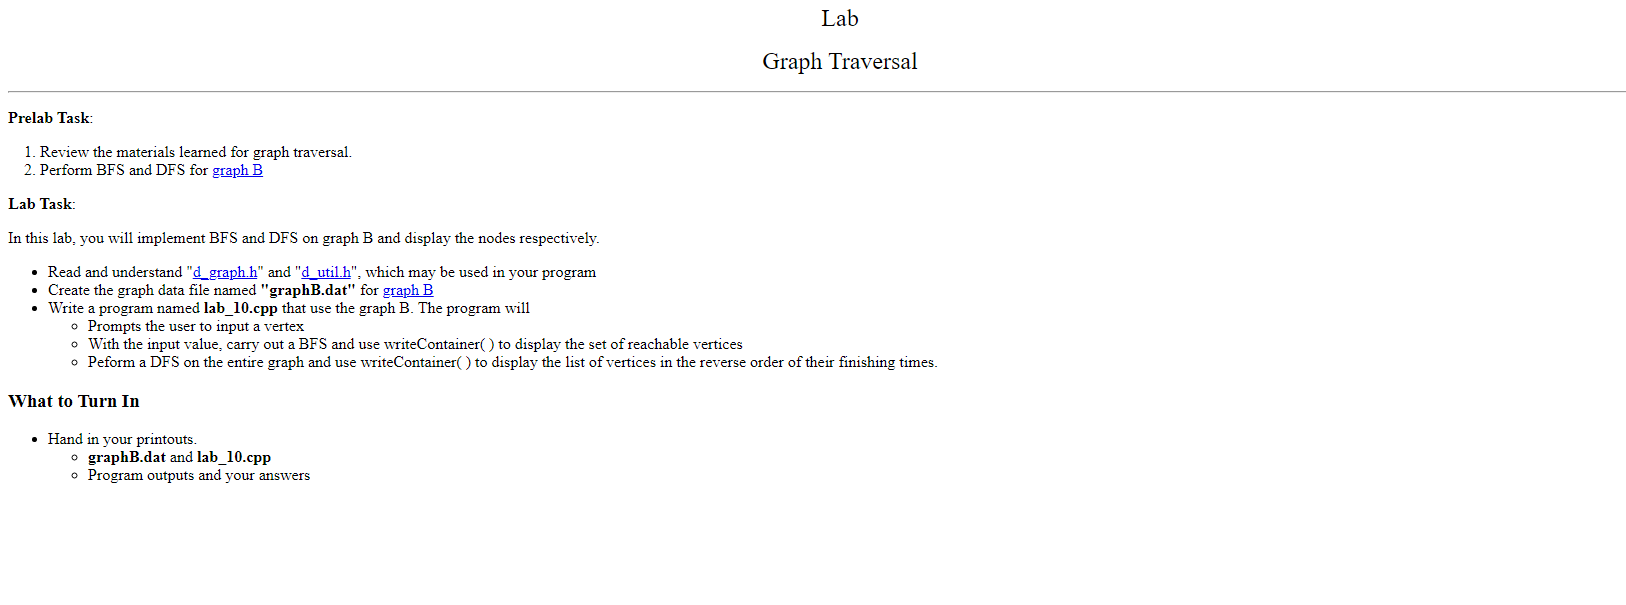 Lab
Graph Traversal
Prelab Task:
1. Review the materials learned for graph traversal.
2. Perform BFS and DFS for graph B
Lab Task:
In this lab, you will implement BFS and DFS on graph B and display the nodes respectively.
• Read and understand "d_graph.h" and "d_util.h", which may be used in your program
• Create the graph data file named "graphB.dat" for graph B
• Write a program named lab_10.cpp that use the graph B. The program will
◦ Prompts the user to input a vertex
◦ With the input value, carry out a BFS and use writeContainer( ) to display the set of reachable vertices
◦ Peform a DFS on the entire graph and use writeContainer( ) to display the list of vertices in the reverse order of their finishing times.
What to Turn In
• Hand in your printouts.
◦ graphB.dat and lab_10.cpp
◦ Program outputs and your answers